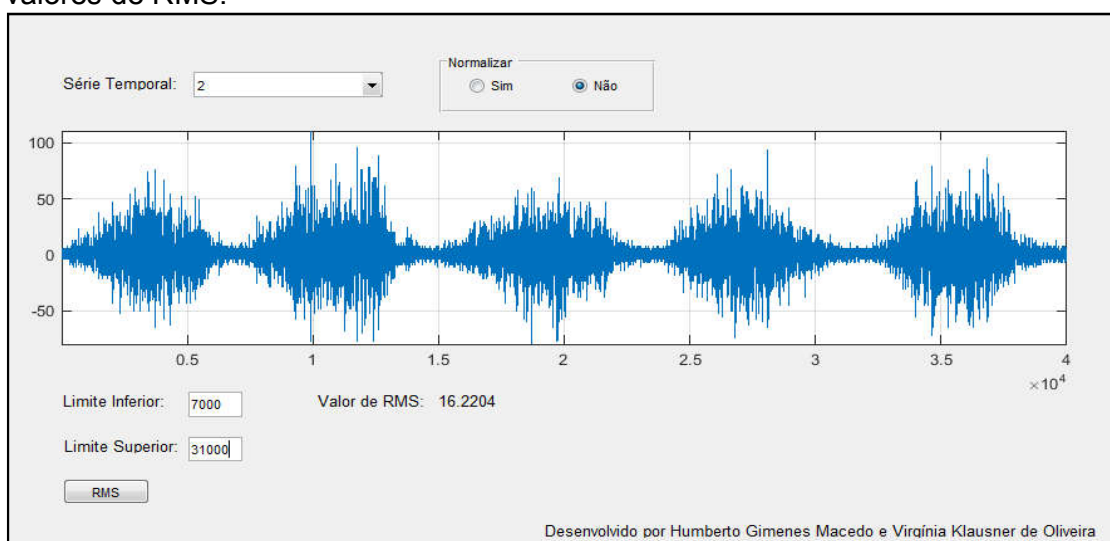 valores de RMS.
Normalizar
Série Temporal: 2 Sim Não
100
50
0
-50
0.5 1 1.5 2 2.5 3 3.5 4
×10^4
Limite Inferior: 7000 Valor de RMS: 16.2204
Limite Superior: 31000
RMS
Desenvolvido por Humberto Gimenes Macedo e Virgínia Klausner de Oliveira